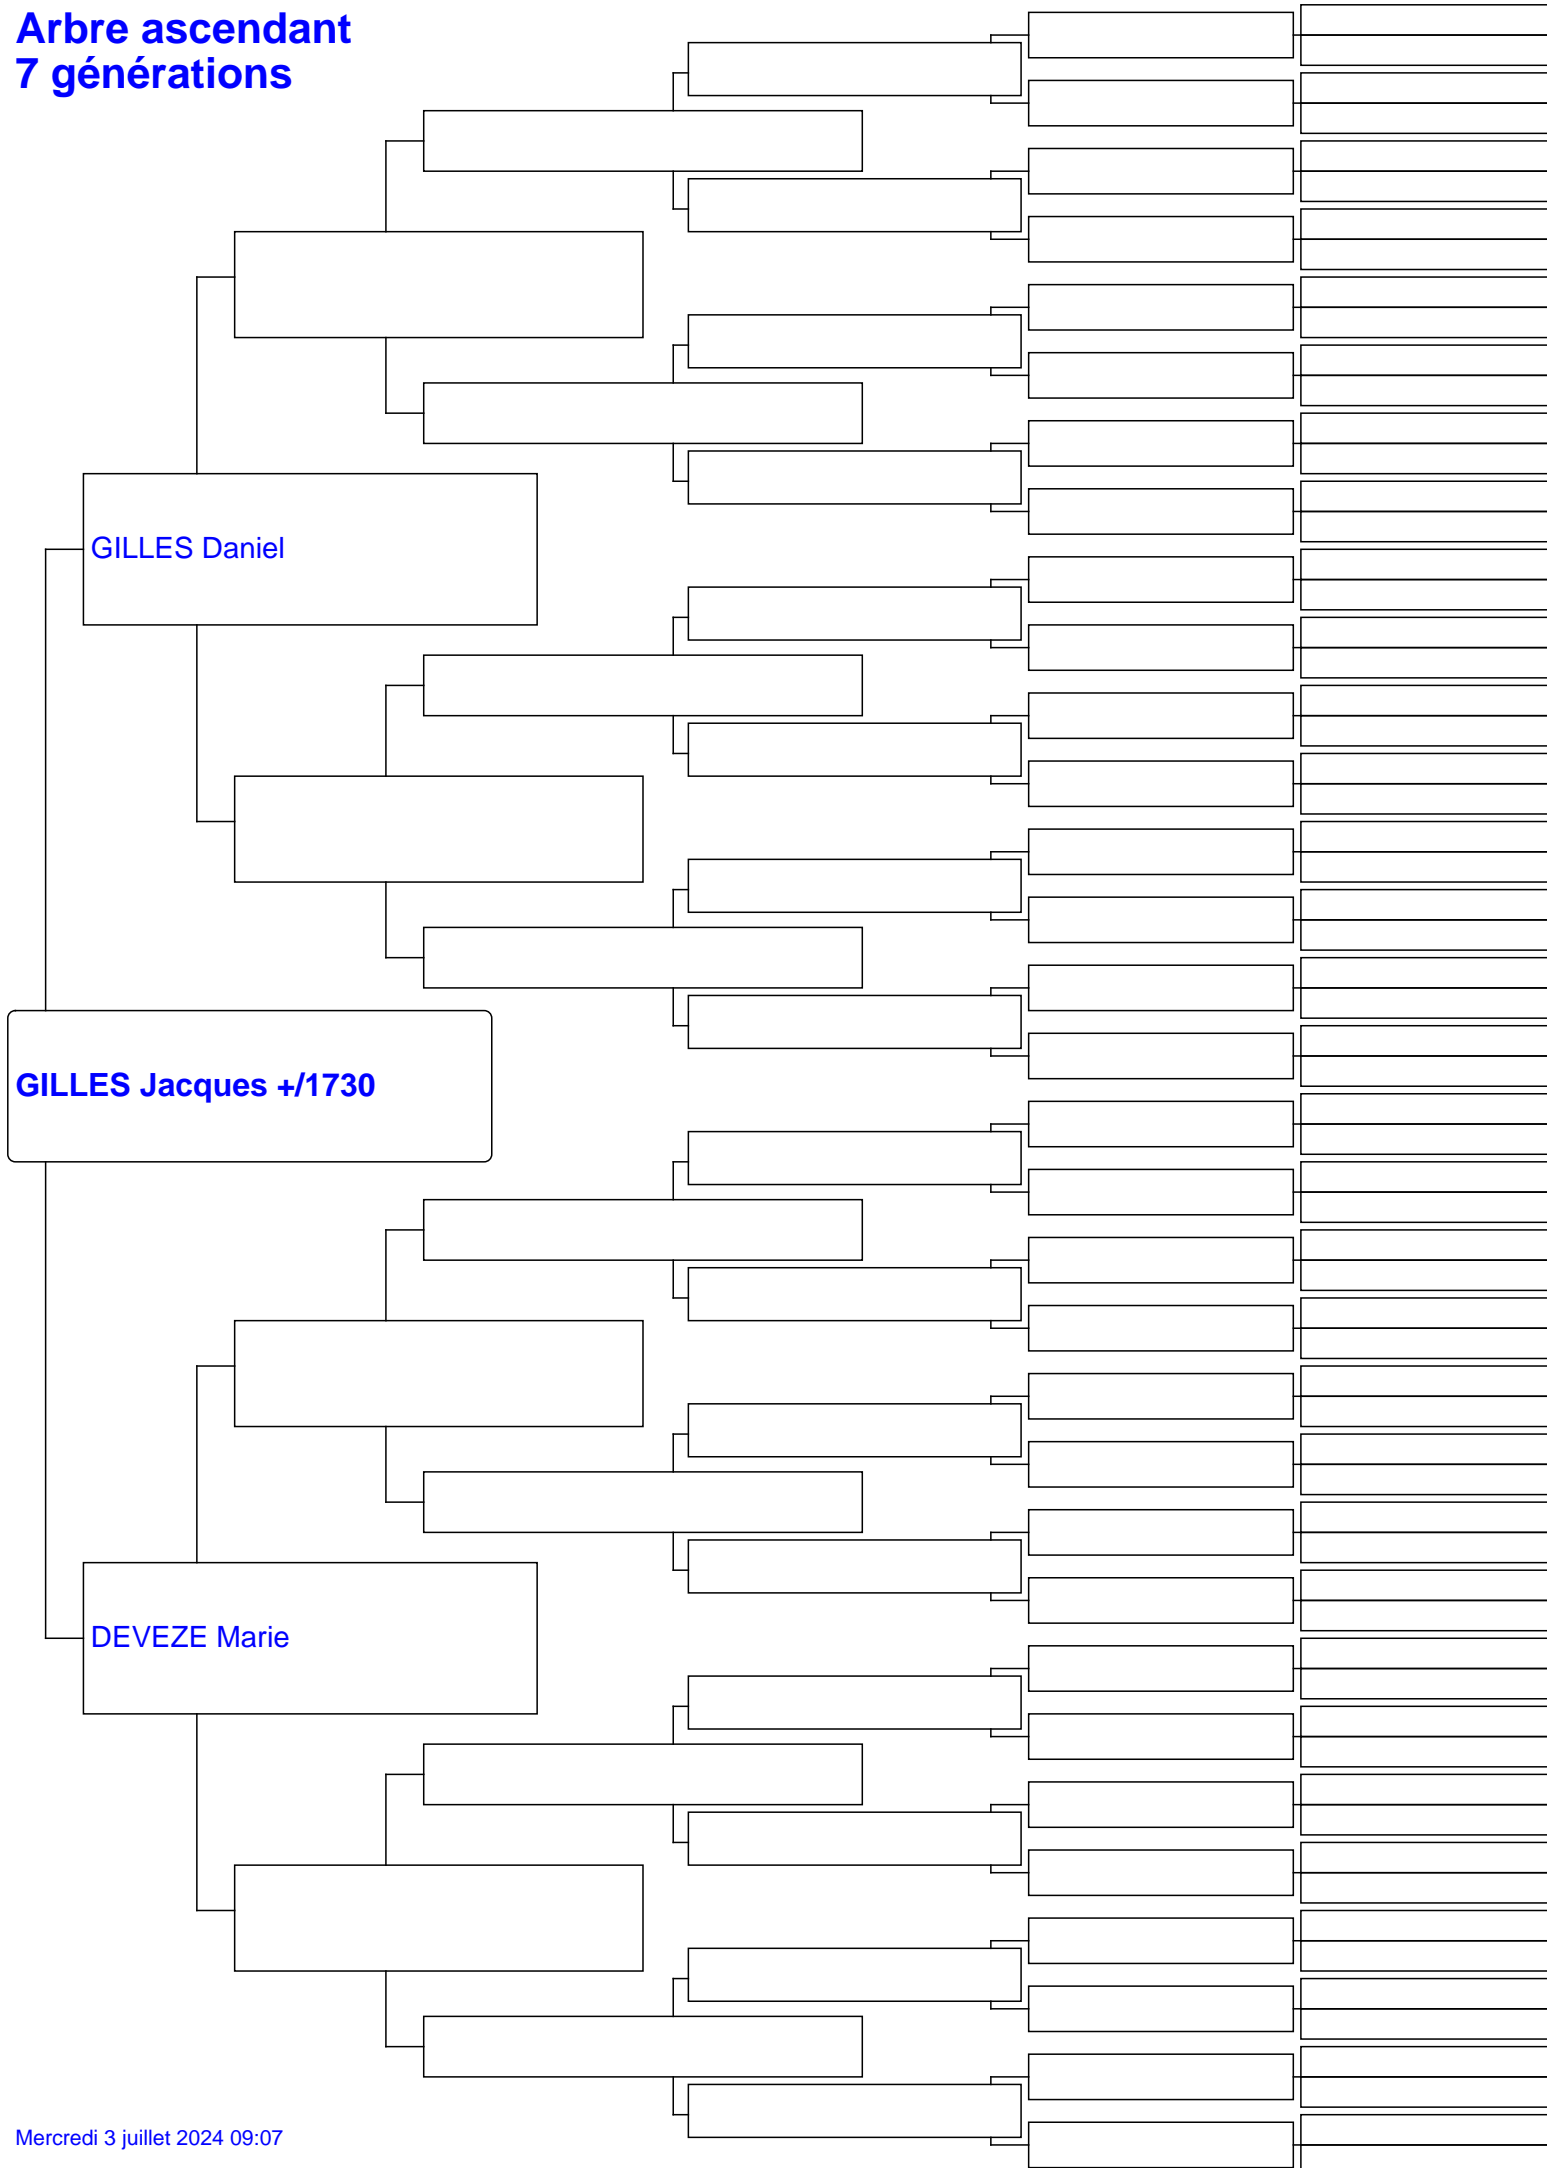 Arbre ascendant
7 générations
GILLES Daniel
GILLES Jacques +/1730
DEVEZE Marie
Mercredi 3 juillet 2024 09:07